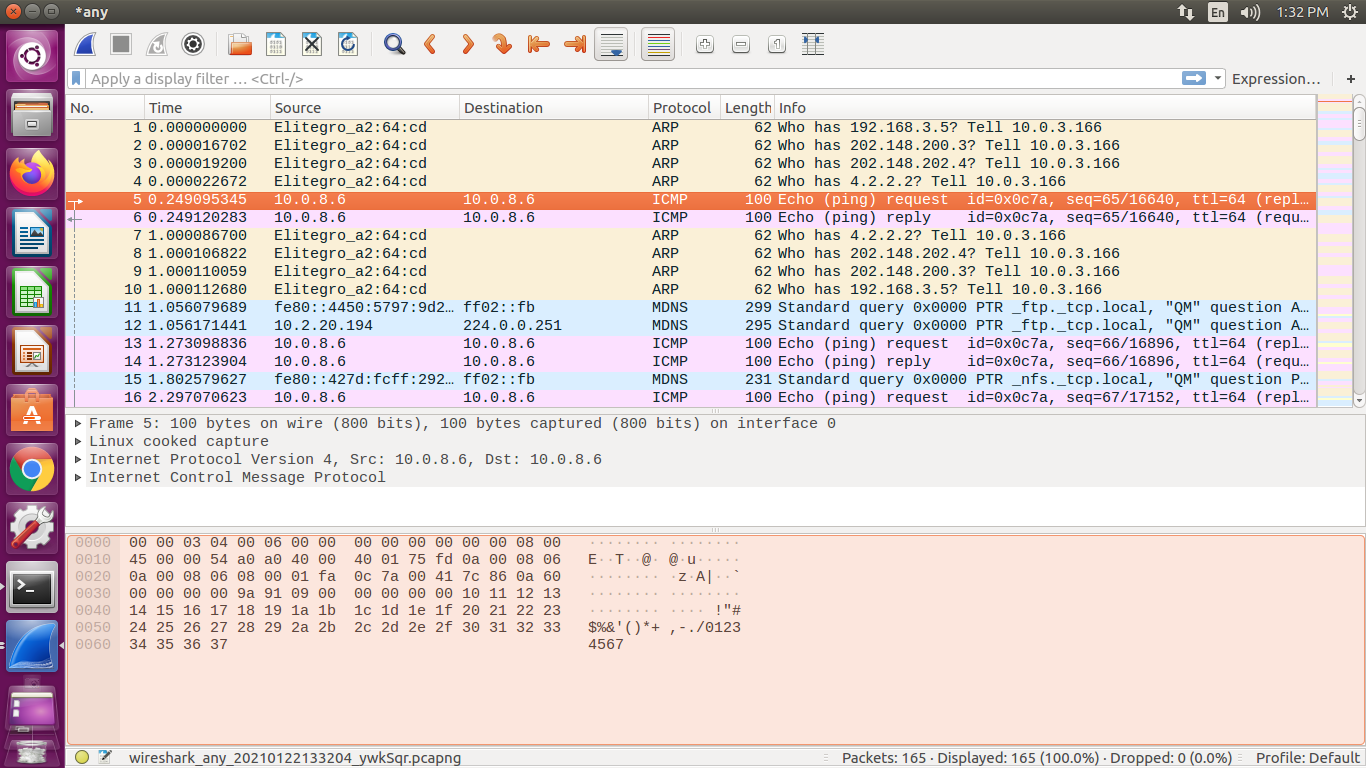 *any
En
1:32 PM
Apply a display filter … <Ctrl-/>
Expression…
+
No. Time Source Destination Protocol Length Info
1 0.000000000 Elitegro_a2:64:cd ARP 62 Who has 192.168.3.5? Tell 10.0.3.166
2 0.000016702 Elitegro_a2:64:cd ARP 62 Who has 202.148.200.3? Tell 10.0.3.166
3 0.000019200 Elitegro_a2:64:cd ARP 62 Who has 202.148.202.4? Tell 10.0.3.166
4 0.000022672 Elitegro_a2:64:cd ARP 62 Who has 4.2.2.2? Tell 10.0.3.166
5 0.249095345 10.0.8.6 10.0.8.6 ICMP 100 Echo (ping) request id=0x0c7a, seq=65/16640, ttl=64 (repl…
6 0.249120283 10.0.8.6 10.0.8.6 ICMP 100 Echo (ping) reply id=0x0c7a, seq=65/16640, ttl=64 (requ…
7 1.000086700 Elitegro_a2:64:cd ARP 62 Who has 4.2.2.2? Tell 10.0.3.166
8 1.000106822 Elitegro_a2:64:cd ARP 62 Who has 202.148.202.4? Tell 10.0.3.166
9 1.000110059 Elitegro_a2:64:cd ARP 62 Who has 202.148.200.3? Tell 10.0.3.166
10 1.000112680 Elitegro_a2:64:cd ARP 62 Who has 192.168.3.5? Tell 10.0.3.166
11 1.056079689 fe80::4450:5797:9d2… ff02::fb MDNS 299 Standard query 0x0000 PTR _ftp._tcp.local, "QM" question A…
12 1.056171441 10.2.20.194 224.0.0.251 MDNS 295 Standard query 0x0000 PTR _ftp._tcp.local, "QM" question A…
13 1.273098836 10.0.8.6 10.0.8.6 ICMP 100 Echo (ping) request id=0x0c7a, seq=66/16896, ttl=64 (repl…
14 1.273123904 10.0.8.6 10.0.8.6 ICMP 100 Echo (ping) reply id=0x0c7a, seq=66/16896, ttl=64 (requ…
15 1.802579627 fe80::427d:fcff:292… ff02::fb MDNS 231 Standard query 0x0000 PTR _nfs._tcp.local, "QM" question P…
16 2.297070623 10.0.8.6 10.0.8.6 ICMP 100 Echo (ping) request id=0x0c7a, seq=67/17152, ttl=64 (repl…
Frame 5: 100 bytes on wire (800 bits), 100 bytes captured (800 bits) on interface 0
Linux cooked capture
Internet Protocol Version 4, Src: 10.0.8.6, Dst: 10.0.8.6
Internet Control Message Protocol
0000 00 00 03 04 00 06 00 00 00 00 00 00 00 00 08 00 ········ ········
0010 45 00 00 54 a0 a0 40 00 40 01 75 fd 0a 00 08 06 E··T··@· @·u·····
0020 0a 00 08 06 08 00 01 fa 0c 7a 00 41 7c 86 0a 60 ········ ·z·A|··`
0030 00 00 00 00 9a 91 09 00 00 00 00 00 10 11 12 13 ········ ········
0040 14 15 16 17 18 19 1a 1b 1c 1d 1e 1f 20 21 22 23 ········ ···· !"#
0050 24 25 26 27 28 29 2a 2b 2c 2d 2e 2f 30 31 32 33 $%&'()*+ ,-./0123
0060 34 35 36 37 4567
wireshark_any_20210122133204_ywkSqr.pcapng
Packets: 165 · Displayed: 165 (100.0%) · Dropped: 0 (0.0%)
Profile: Default